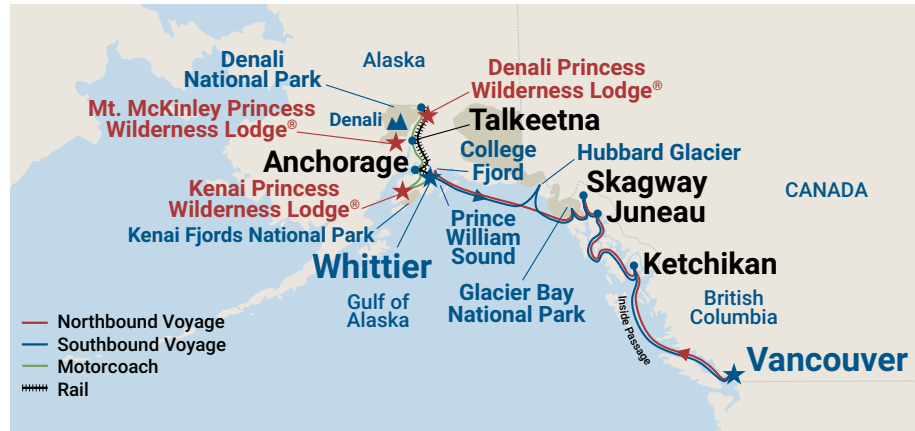 Alaska
Denali
National Park
Denali Princess
Wilderness Lodge®
Mt. McKinley Princess
Wilderness Lodge®
Denali
Talkeetna
Anchorage
College
Fjord
Hubbard Glacier
Skagway
Juneau
CANADA
Kenai Princess
Wilderness Lodge®
Kenai Fjords National Park
Prince
William
Sound
Whittier
Ketchikan
Glacier Bay
National Park
Gulf of
Alaska
British
Columbia
Inside Passage
Vancouver
Northbound Voyage
Southbound Voyage
Motorcoach
Rail